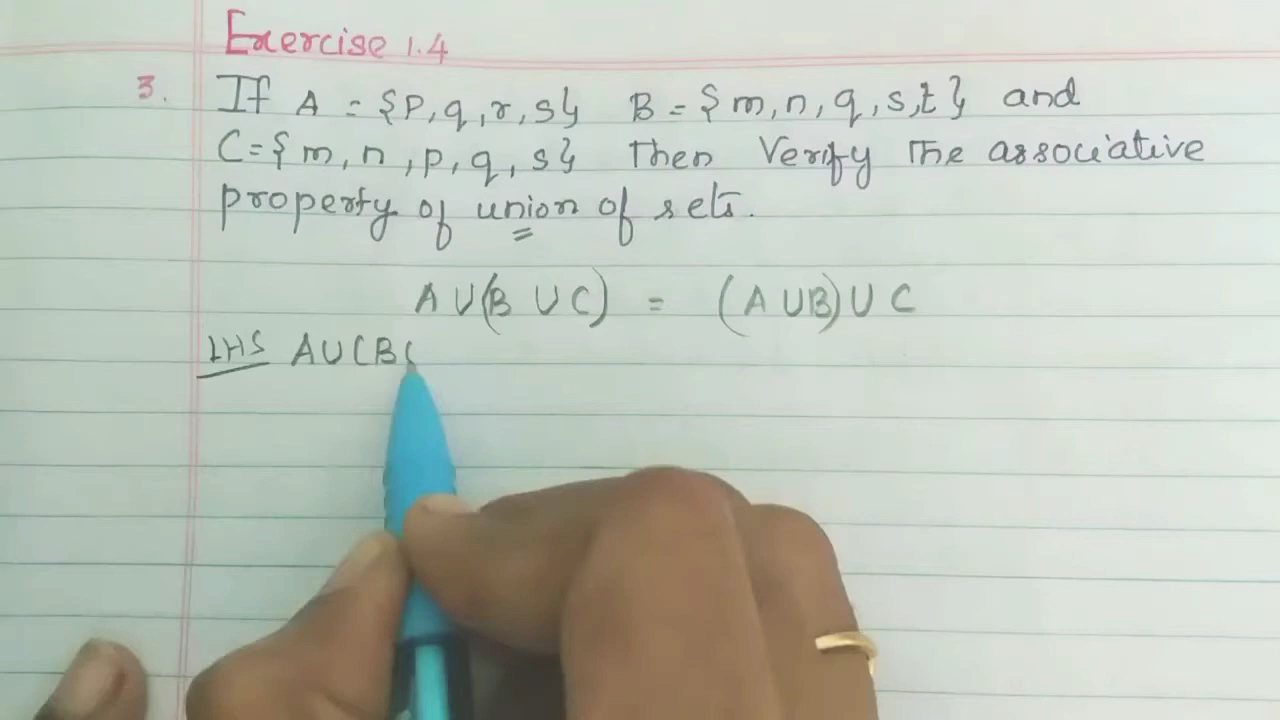 Exercise 1.4
3. If A = {P, q, r, s} B = {m, n, q, s, t} and
C = {m, n, p, q, s} Then Verify The associative
property of union of sets.
A U (B U C) = (A U B) U C
LHS A U (B